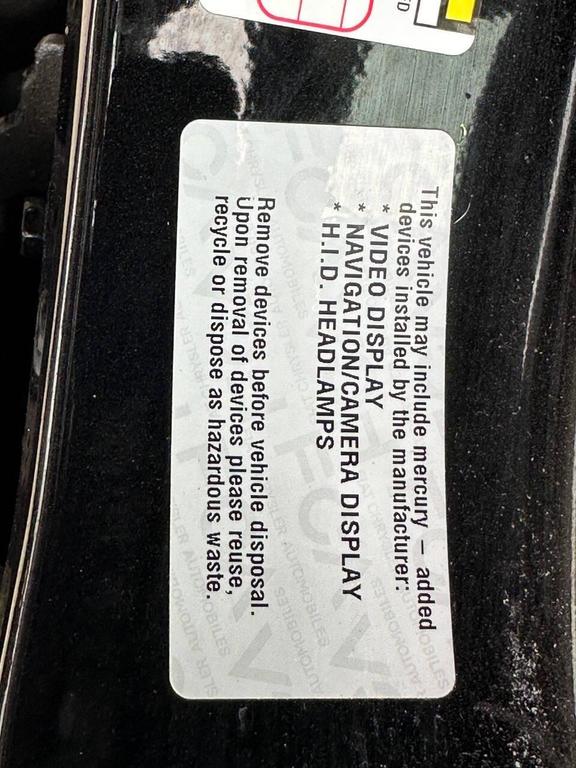 This vehicle may include mercury – added
devices installed by the manufacturer:
* VIDEO DISPLAY
* NAVIGATION/CAMERA DISPLAY
* H.I.D. HEADLAMPS
Remove devices before vehicle disposal.
Upon removal of devices please reuse,
recycle or dispose as hazardous waste.